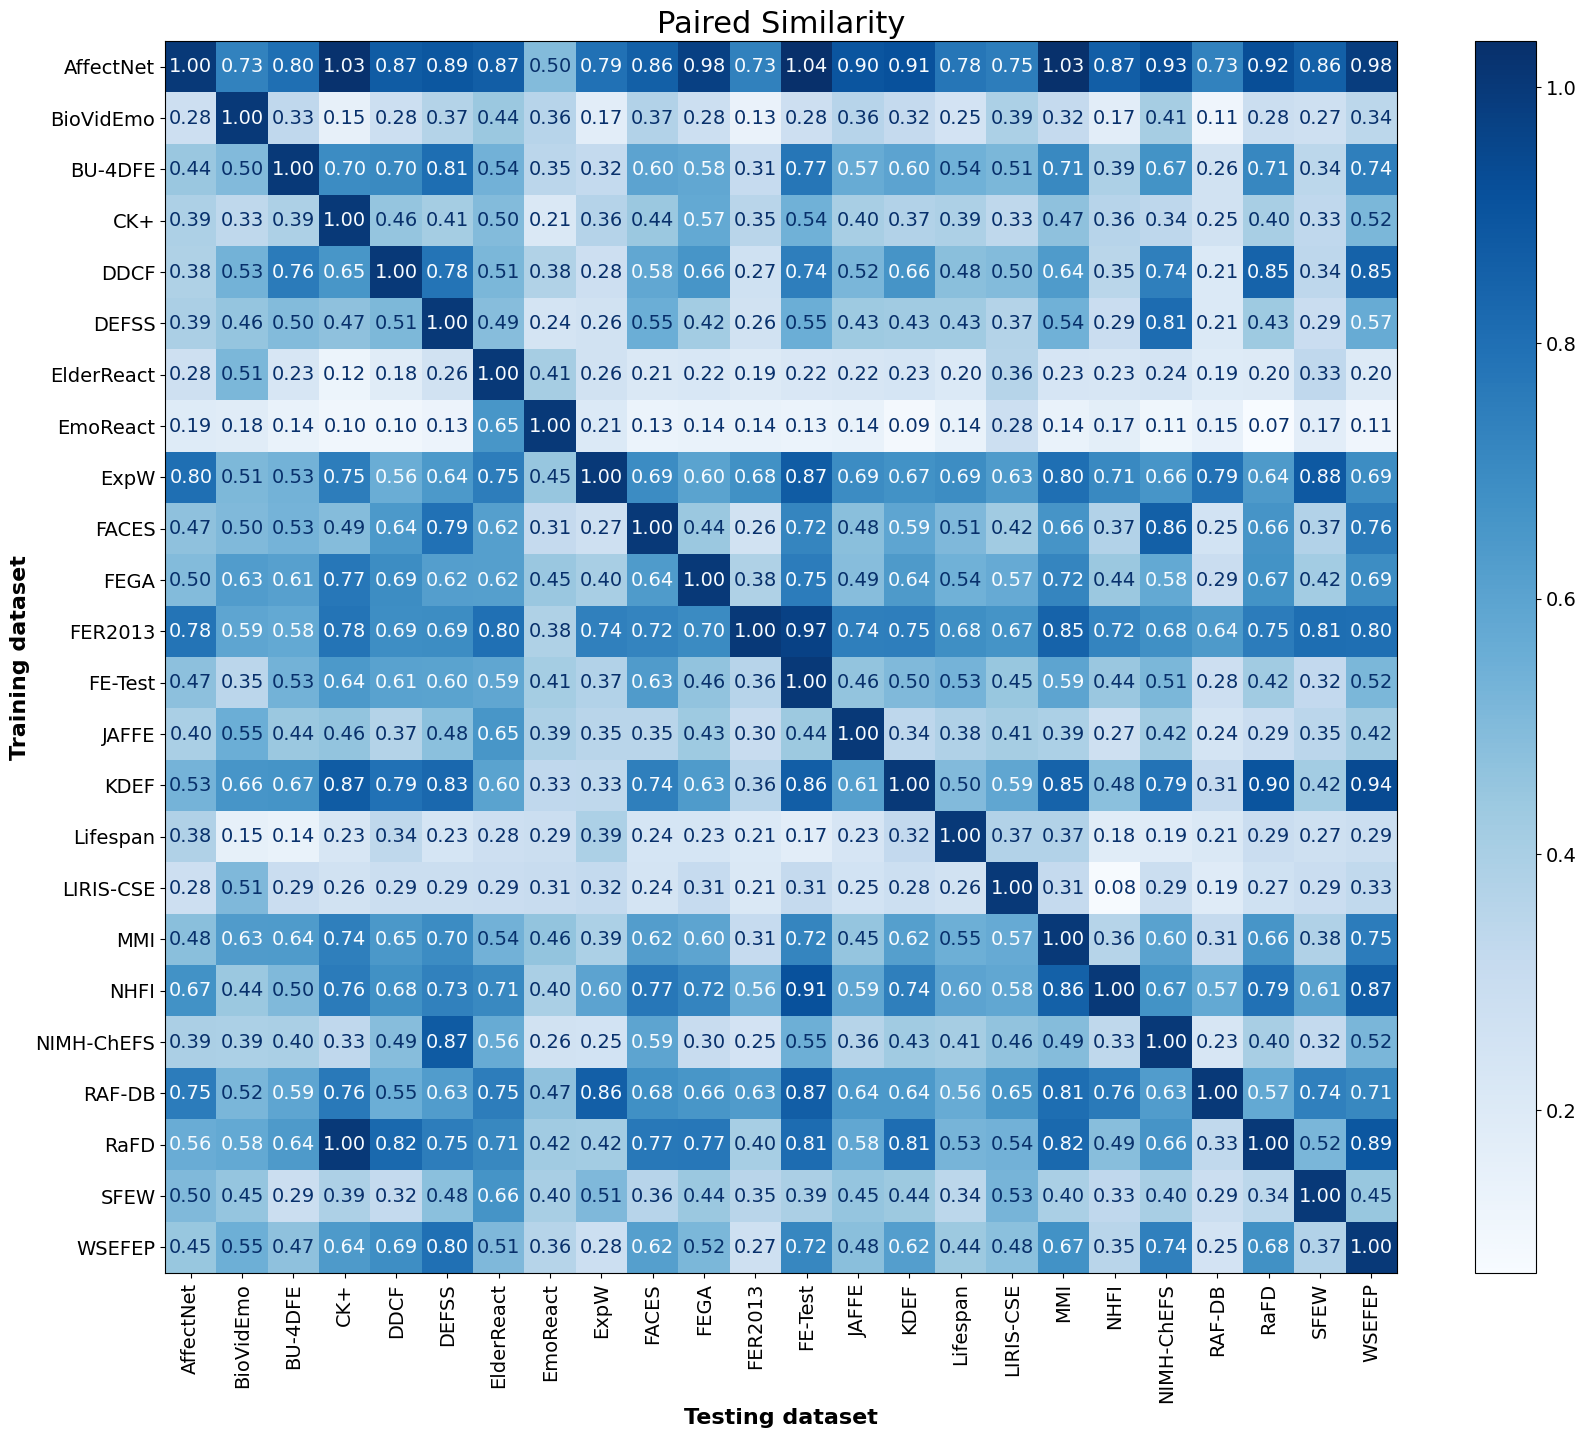 Paired Similarity
AffectNet 1.00 0.73 0.80 1.03 0.87 0.89 0.87 0.50 0.79 0.86 0.98 0.73 1.04 0.90 0.91 0.78 0.75 1.03 0.87 0.93 0.73 0.92 0.86 0.98
BioVidEmo 0.28 1.00 0.33 0.15 0.28 0.37 0.44 0.36 0.17 0.37 0.28 0.13 0.28 0.36 0.32 0.25 0.39 0.32 0.17 0.41 0.11 0.28 0.27 0.34
BU-4DFE 0.44 0.50 1.00 0.70 0.70 0.81 0.54 0.35 0.32 0.60 0.58 0.31 0.77 0.57 0.60 0.54 0.51 0.71 0.39 0.67 0.26 0.71 0.34 0.74
CK+ 0.39 0.33 0.39 1.00 0.46 0.41 0.50 0.21 0.36 0.44 0.57 0.35 0.54 0.40 0.37 0.39 0.33 0.47 0.36 0.34 0.25 0.40 0.33 0.52
DDCF 0.38 0.53 0.76 0.65 1.00 0.78 0.51 0.38 0.28 0.58 0.66 0.27 0.74 0.52 0.66 0.48 0.50 0.64 0.35 0.74 0.21 0.85 0.34 0.85
DEFSS 0.39 0.46 0.50 0.47 0.51 1.00 0.49 0.24 0.26 0.55 0.42 0.26 0.55 0.43 0.43 0.43 0.37 0.54 0.29 0.81 0.21 0.43 0.29 0.57
ElderReact 0.28 0.51 0.23 0.12 0.18 0.26 1.00 0.41 0.26 0.21 0.22 0.19 0.22 0.22 0.23 0.20 0.36 0.23 0.23 0.24 0.19 0.20 0.33 0.20
EmoReact 0.19 0.18 0.14 0.10 0.10 0.13 0.65 1.00 0.21 0.13 0.14 0.14 0.13 0.14 0.09 0.14 0.28 0.14 0.17 0.11 0.15 0.07 0.17 0.11
ExpW 0.80 0.51 0.53 0.75 0.56 0.64 0.75 0.45 1.00 0.69 0.60 0.68 0.87 0.69 0.67 0.69 0.63 0.80 0.71 0.66 0.79 0.64 0.88 0.69
FACES 0.47 0.50 0.53 0.49 0.64 0.79 0.62 0.31 0.27 1.00 0.44 0.26 0.72 0.48 0.59 0.51 0.42 0.66 0.37 0.86 0.25 0.66 0.37 0.76
FEGA 0.50 0.63 0.61 0.77 0.69 0.62 0.62 0.45 0.40 0.64 1.00 0.38 0.75 0.49 0.64 0.54 0.57 0.72 0.44 0.58 0.29 0.67 0.42 0.69
FER2013 0.78 0.59 0.58 0.78 0.69 0.69 0.80 0.38 0.74 0.72 0.70 1.00 0.97 0.74 0.75 0.68 0.67 0.85 0.72 0.68 0.64 0.75 0.81 0.80
FE-Test 0.47 0.35 0.53 0.64 0.61 0.60 0.59 0.41 0.37 0.63 0.46 0.36 1.00 0.46 0.50 0.53 0.45 0.59 0.44 0.51 0.28 0.42 0.32 0.52
JAFFE 0.40 0.55 0.44 0.46 0.37 0.48 0.65 0.39 0.35 0.35 0.43 0.30 0.44 1.00 0.34 0.38 0.41 0.39 0.27 0.42 0.24 0.29 0.35 0.42
KDEF 0.53 0.66 0.67 0.87 0.79 0.83 0.60 0.33 0.33 0.74 0.63 0.36 0.86 0.61 1.00 0.50 0.59 0.85 0.48 0.79 0.31 0.90 0.42 0.94
Lifespan 0.38 0.15 0.14 0.23 0.34 0.23 0.28 0.29 0.39 0.24 0.23 0.21 0.17 0.23 0.32 1.00 0.37 0.37 0.18 0.19 0.21 0.29 0.27 0.29
LIRIS-CSE 0.28 0.51 0.29 0.26 0.29 0.29 0.29 0.31 0.32 0.24 0.31 0.21 0.31 0.25 0.28 0.26 1.00 0.31 0.08 0.29 0.19 0.27 0.29 0.33
MMI 0.48 0.63 0.64 0.74 0.65 0.70 0.54 0.46 0.39 0.62 0.60 0.31 0.72 0.45 0.62 0.55 0.57 1.00 0.36 0.60 0.31 0.66 0.38 0.75
NHFI 0.67 0.44 0.50 0.76 0.68 0.73 0.71 0.40 0.60 0.77 0.72 0.56 0.91 0.59 0.74 0.60 0.58 0.86 1.00 0.67 0.57 0.79 0.61 0.87
NIMH-ChEFS 0.39 0.39 0.40 0.33 0.49 0.87 0.56 0.26 0.25 0.59 0.30 0.25 0.55 0.36 0.43 0.41 0.46 0.49 0.33 1.00 0.23 0.40 0.32 0.52
RAF-DB 0.75 0.52 0.59 0.76 0.55 0.63 0.75 0.47 0.86 0.68 0.66 0.63 0.87 0.64 0.64 0.56 0.65 0.81 0.76 0.63 1.00 0.57 0.74 0.71
RaFD 0.56 0.58 0.64 1.00 0.82 0.75 0.71 0.42 0.42 0.77 0.77 0.40 0.81 0.58 0.81 0.53 0.54 0.82 0.49 0.66 0.33 1.00 0.52 0.89
SFEW 0.50 0.45 0.29 0.39 0.32 0.48 0.66 0.40 0.51 0.36 0.44 0.35 0.39 0.45 0.44 0.34 0.53 0.40 0.33 0.40 0.29 0.34 1.00 0.45
WSEFEP 0.45 0.55 0.47 0.64 0.69 0.80 0.51 0.36 0.28 0.62 0.52 0.27 0.72 0.48 0.62 0.44 0.48 0.67 0.35 0.74 0.25 0.68 0.37 1.00
AffectNet BioVidEmo BU-4DFE CK+ DDCF DEFSS ElderReact EmoReact ExpW FACES FEGA FER2013 FE-Test JAFFE KDEF Lifespan LIRIS-CSE MMI NHFI NIMH-ChEFS RAF-DB RaFD SFEW WSEFEP
Testing dataset
Training dataset
1.0
0.8
0.6
0.4
0.2